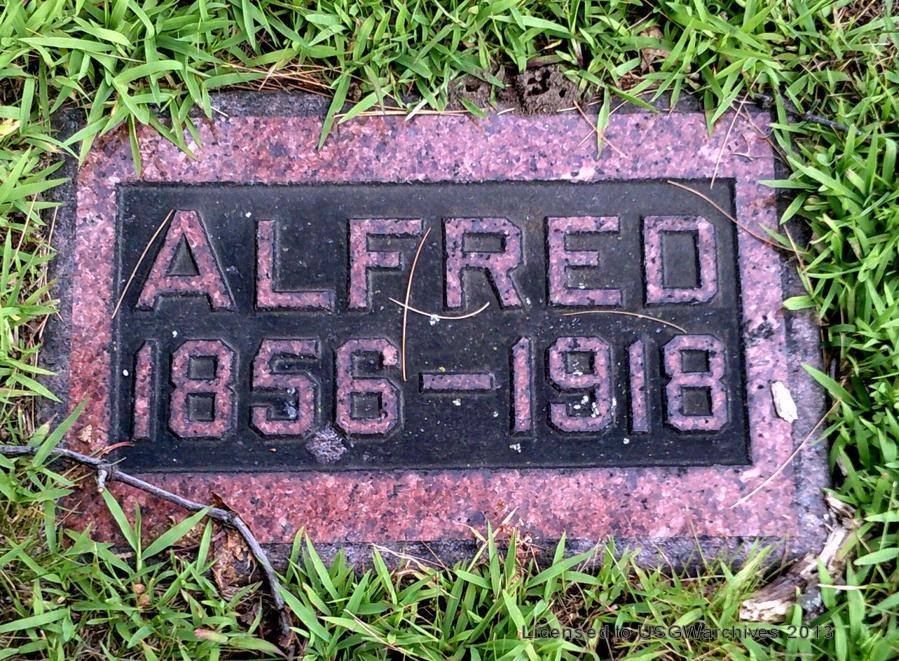 ALFRED
1856-1918
Licensed to USGWarchives 2013